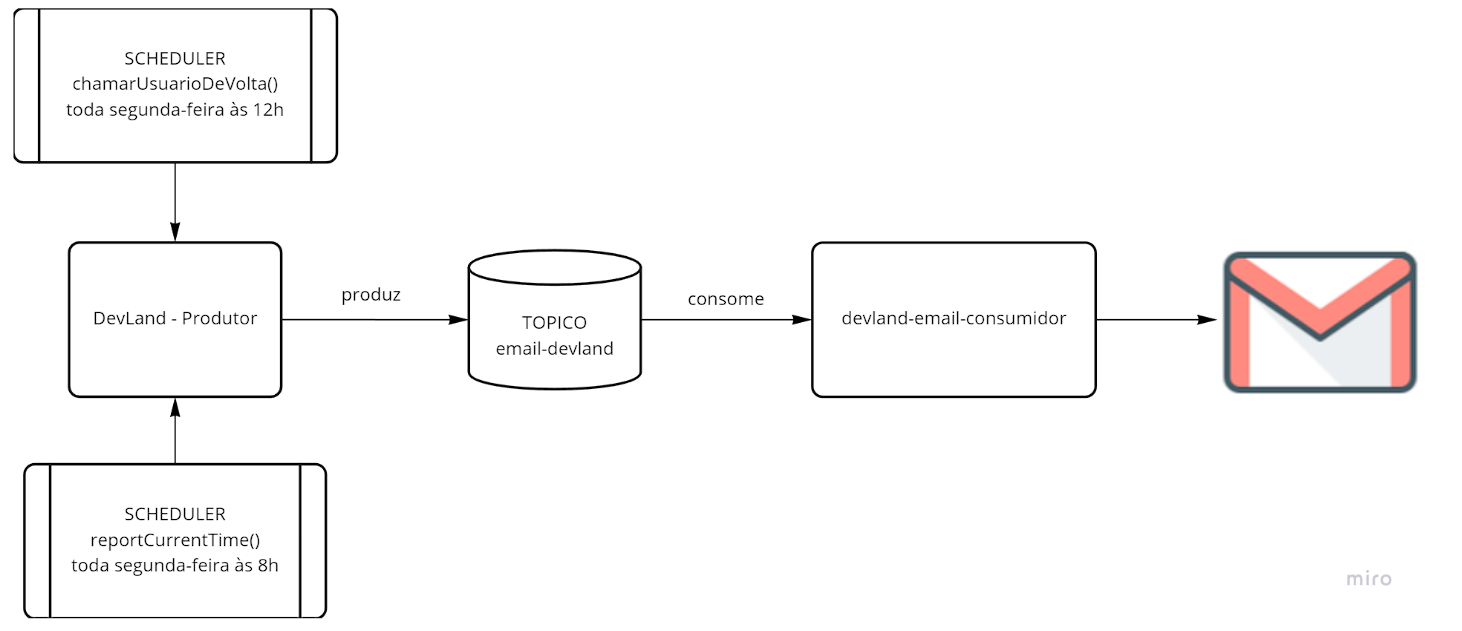 SCHEDULER
chamarUsuarioDeVolta()
toda segunda-feira às 12h
DevLand - Produtor
produz
TOPICO
email-devland
consome
devland-email-consumidor
SCHEDULER
reportCurrentTime()
toda segunda-feira às 8h
miro